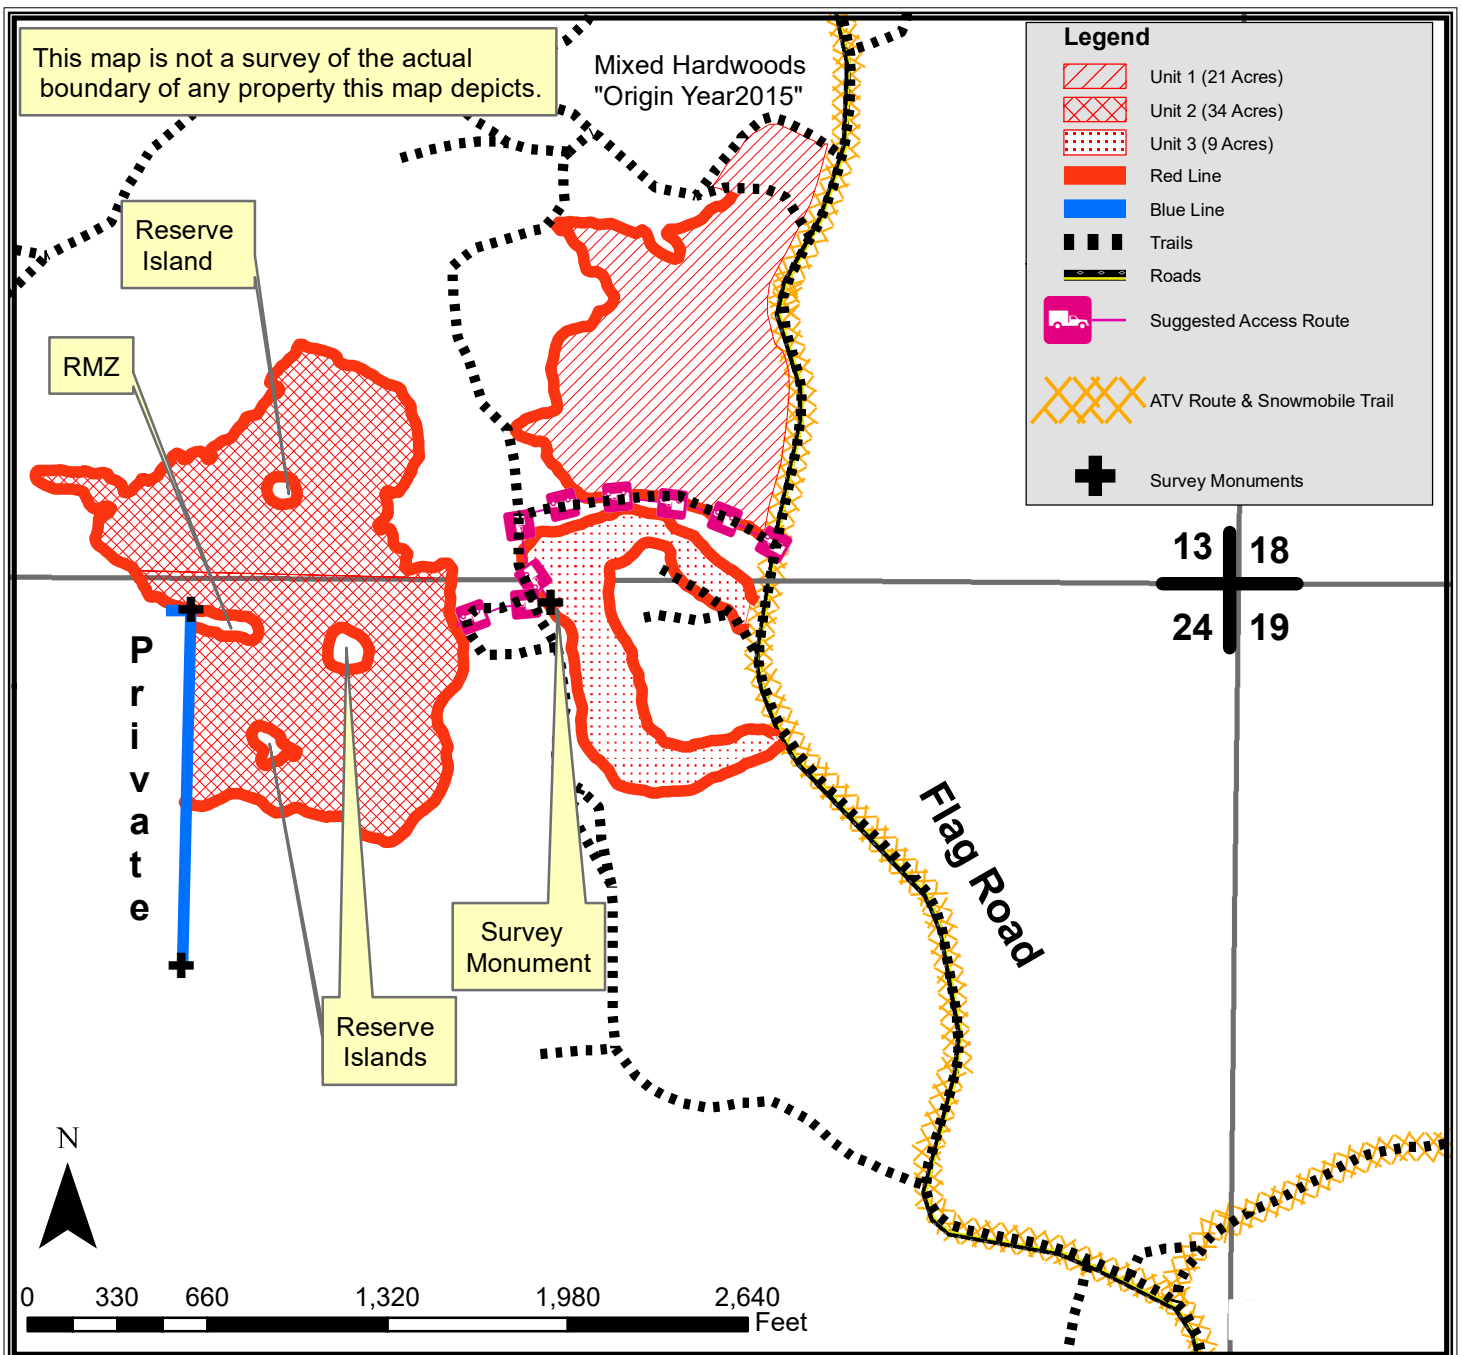 This map is not a survey of the actual
boundary of any property this map depicts.
Mixed Hardwoods
"Origin Year2015"
Legend
Unit 1 (21 Acres)
Unit 2 (34 Acres)
Unit 3 (9 Acres)
Red Line
Blue Line
Trails
Roads
Suggested Access Route
ATV Route & Snowmobile Trail
Survey Monuments
Reserve
Island
RMZ
13 18
24 19
Private
Flag Road
Survey
Monument
Reserve
Islands
N
0 330 660 1,320 1,980 2,640
Feet